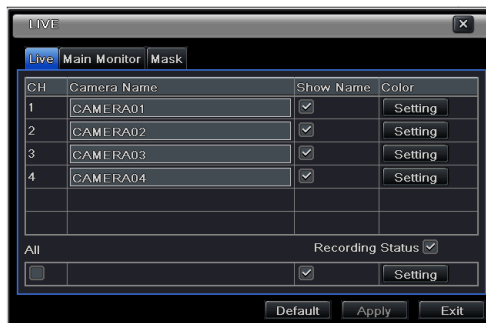 LIVE
Live Main Monitor Mask
CH Camera Name Show Name Color
1 CAMERA01 Setting
2 CAMERA02 Setting
3 CAMERA03 Setting
4 CAMERA04 Setting
All Recording Status
Setting
Default Apply Exit